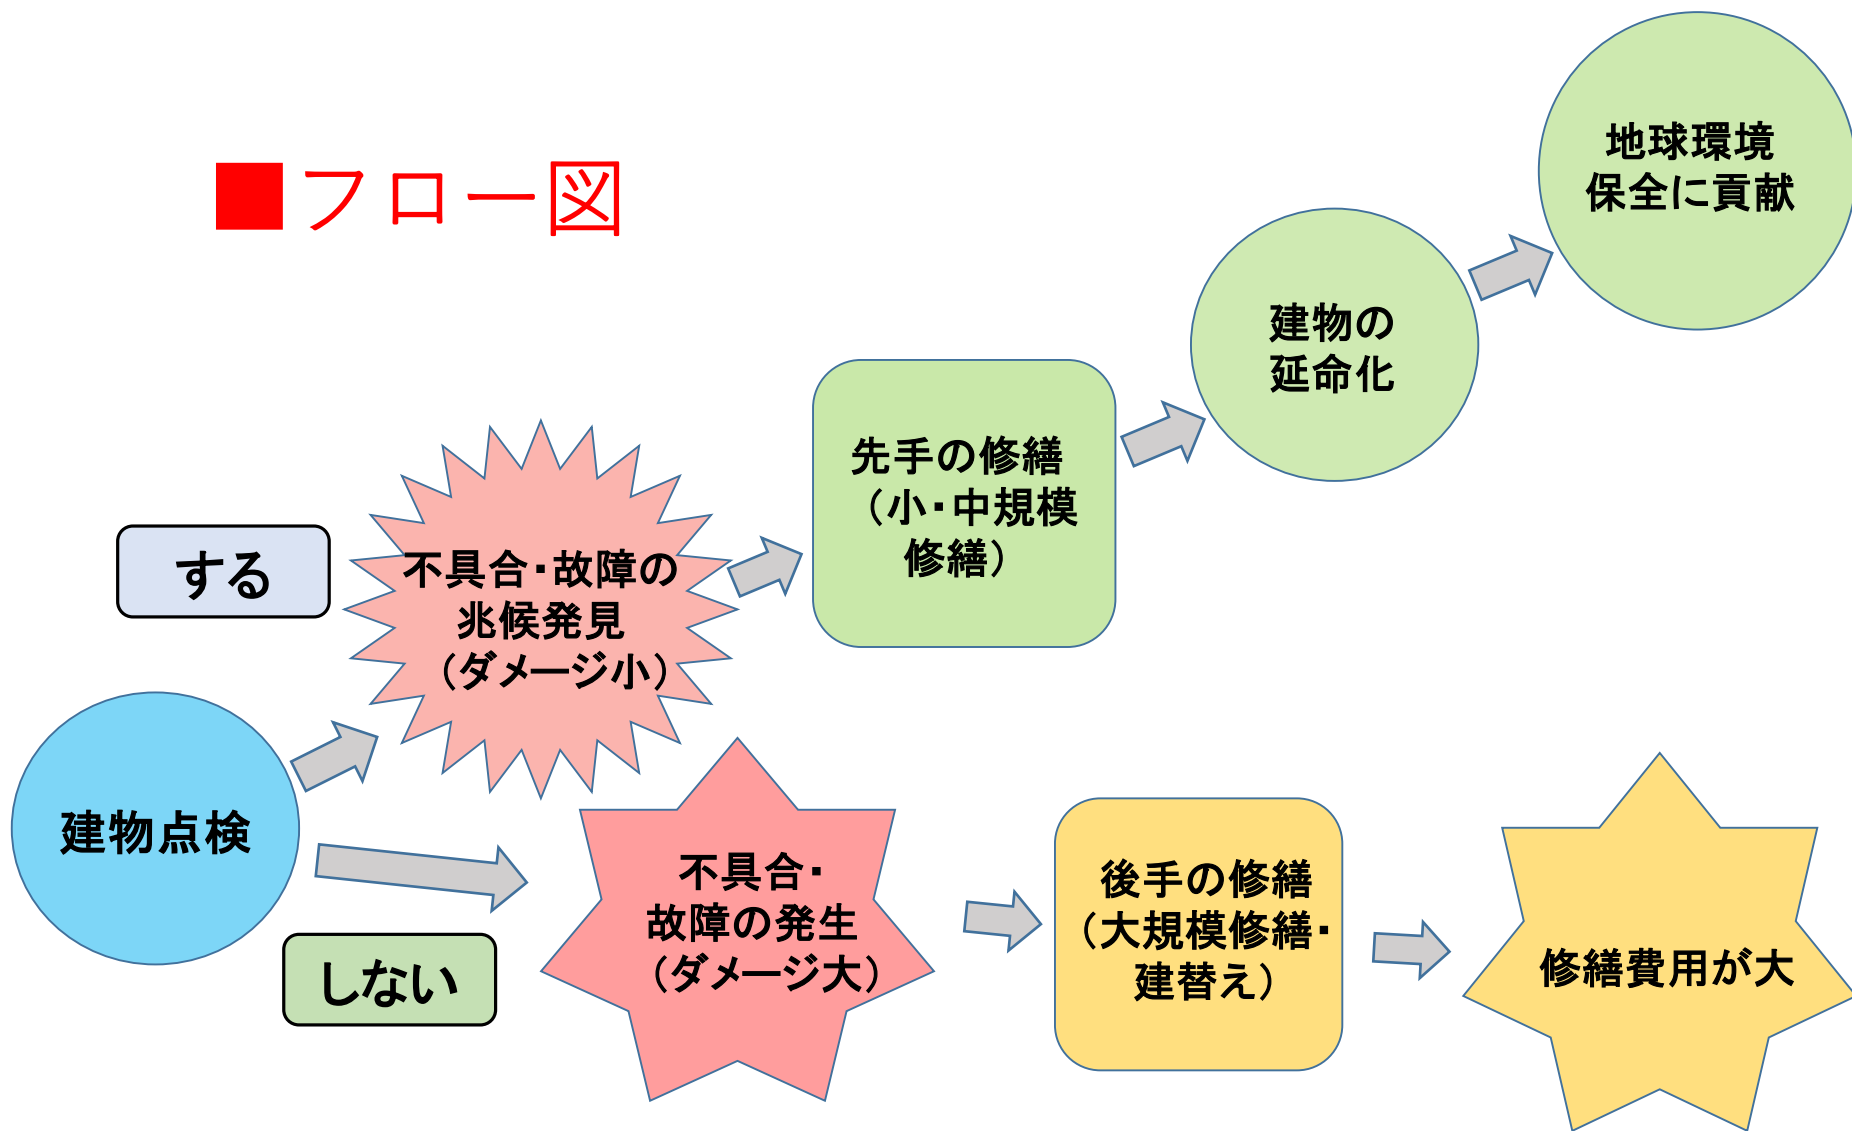 ■フロー図
地球環境
保全に貢献
建物の
延命化
先手の修繕
（小・中規模
修繕）
する
不具合・故障の
兆候発見
（ダメージ小）
建物点検
しない
不具合・
故障の発生
（ダメージ大）
後手の修繕
（大規模修繕・
建替え）
修繕費用が大